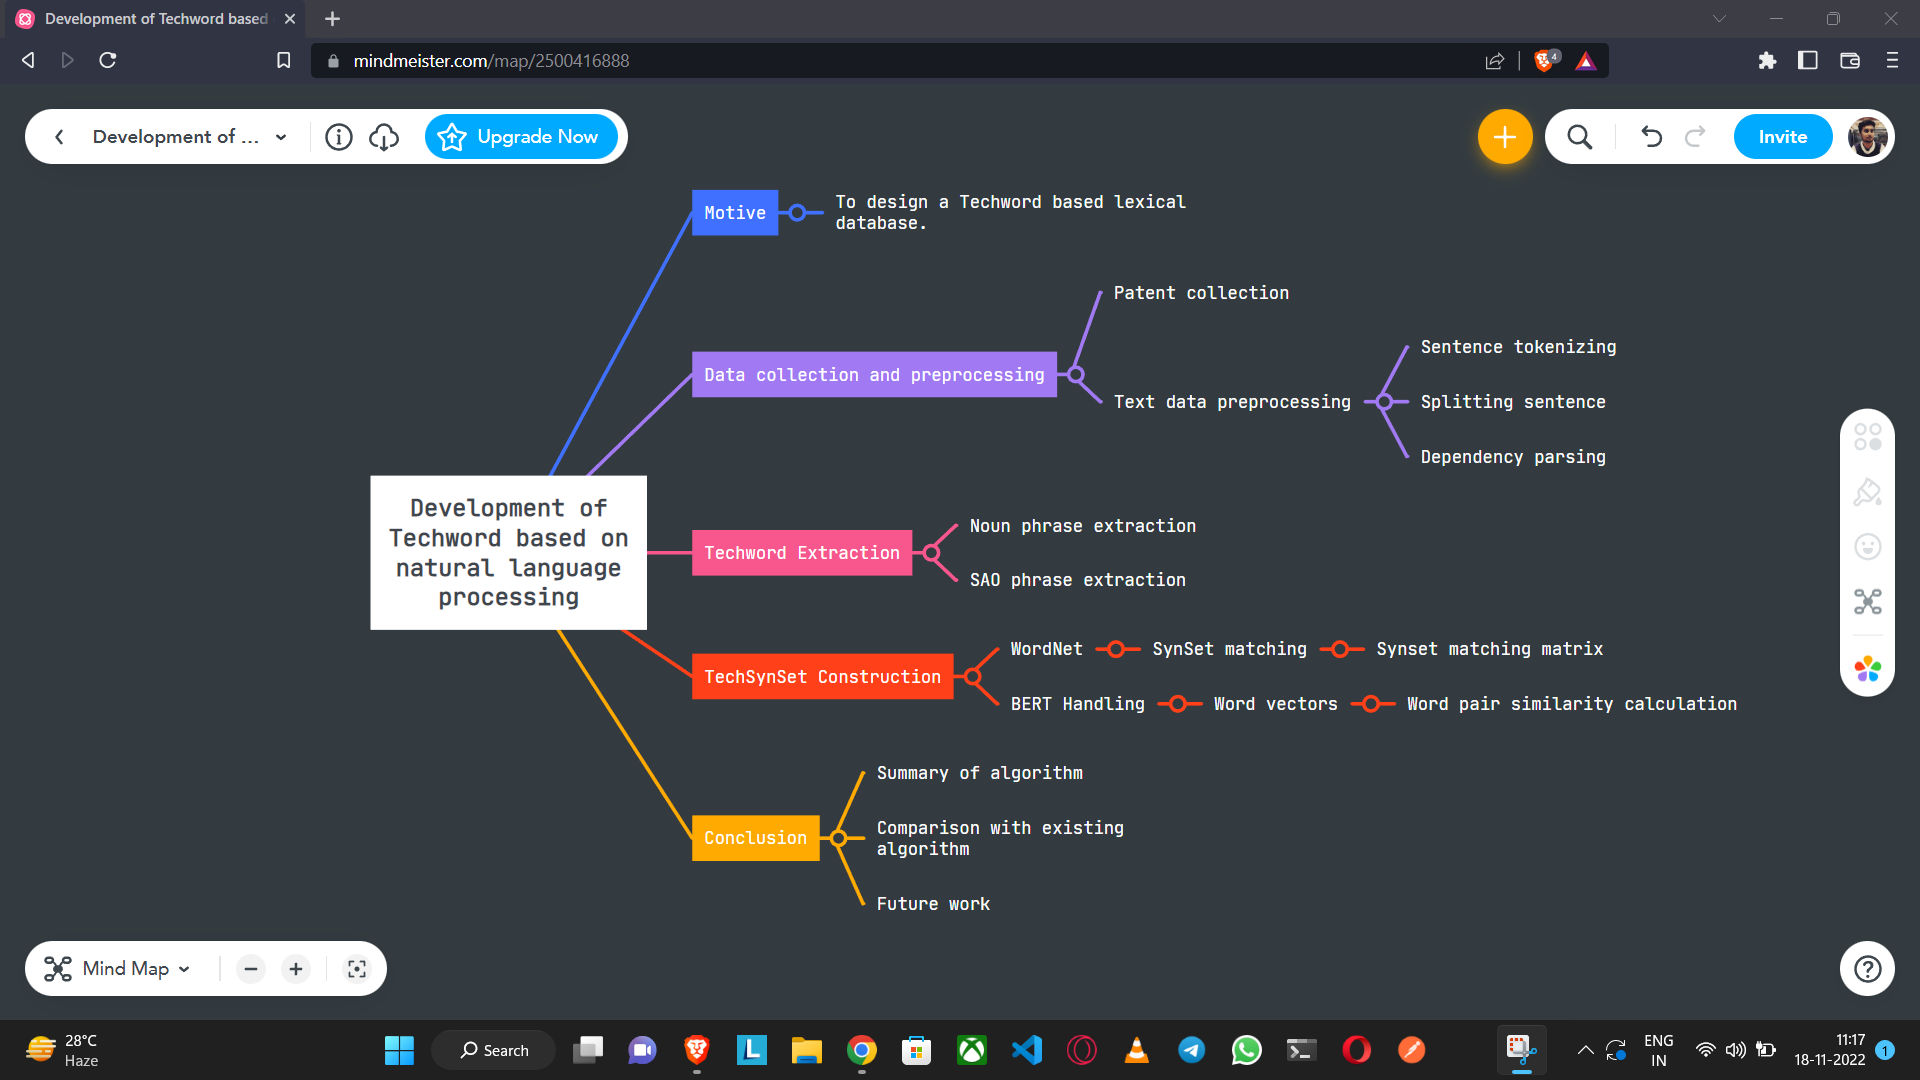 Development of Techword based
mindmeister.com/map/2500416888
4
Development of ...
Upgrade Now
Invite
Motive
To design a Techword based lexical
database.
Patent collection
Data collection and preprocessing
Sentence tokenizing
Text data preprocessing
Splitting sentence
Dependency parsing
Development of
Techword based on
natural language
processing
Techword Extraction
Noun phrase extraction
SAO phrase extraction
TechSynSet Construction
WordNet
SynSet matching
Synset matching matrix
BERT Handling
Word vectors
Word pair similarity calculation
Conclusion
Summary of algorithm
Comparison with existing
algorithm
Future work
Mind Map
28°C
Haze
Search
L
ENG
IN
11:17
18-11-2022
1